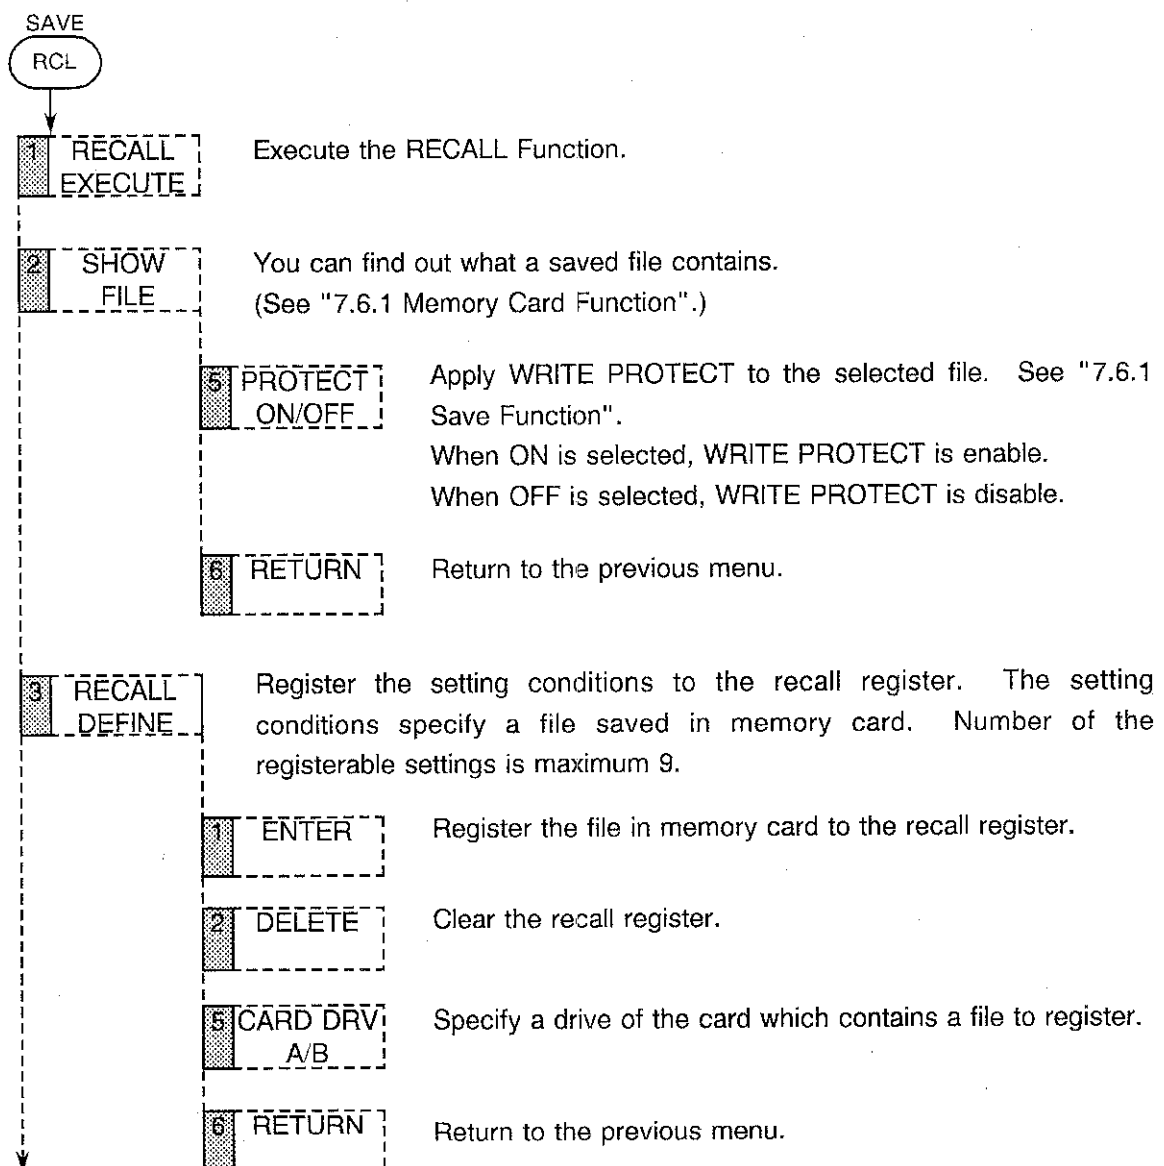 SAVE
RCL
1 RECALL EXECUTE
Execute the RECALL Function.
2 SHOW FILE
You can find out what a saved file contains.
(See "7.6.1 Memory Card Function".)
5 PROTECT ON/OFF
Apply WRITE PROTECT to the selected file. See "7.6.1
Save Function".
When ON is selected, WRITE PROTECT is enable.
When OFF is selected, WRITE PROTECT is disable.
6 RETURN
Return to the previous menu.
3 RECALL DEFINE
Register the setting conditions to the recall register. The setting
conditions specify a file saved in memory card. Number of the
registerable settings is maximum 9.
1 ENTER
Register the file in memory card to the recall register.
2 DELETE
Clear the recall register.
5 CARD DRV A/B
Specify a drive of the card which contains a file to register.
6 RETURN
Return to the previous menu.